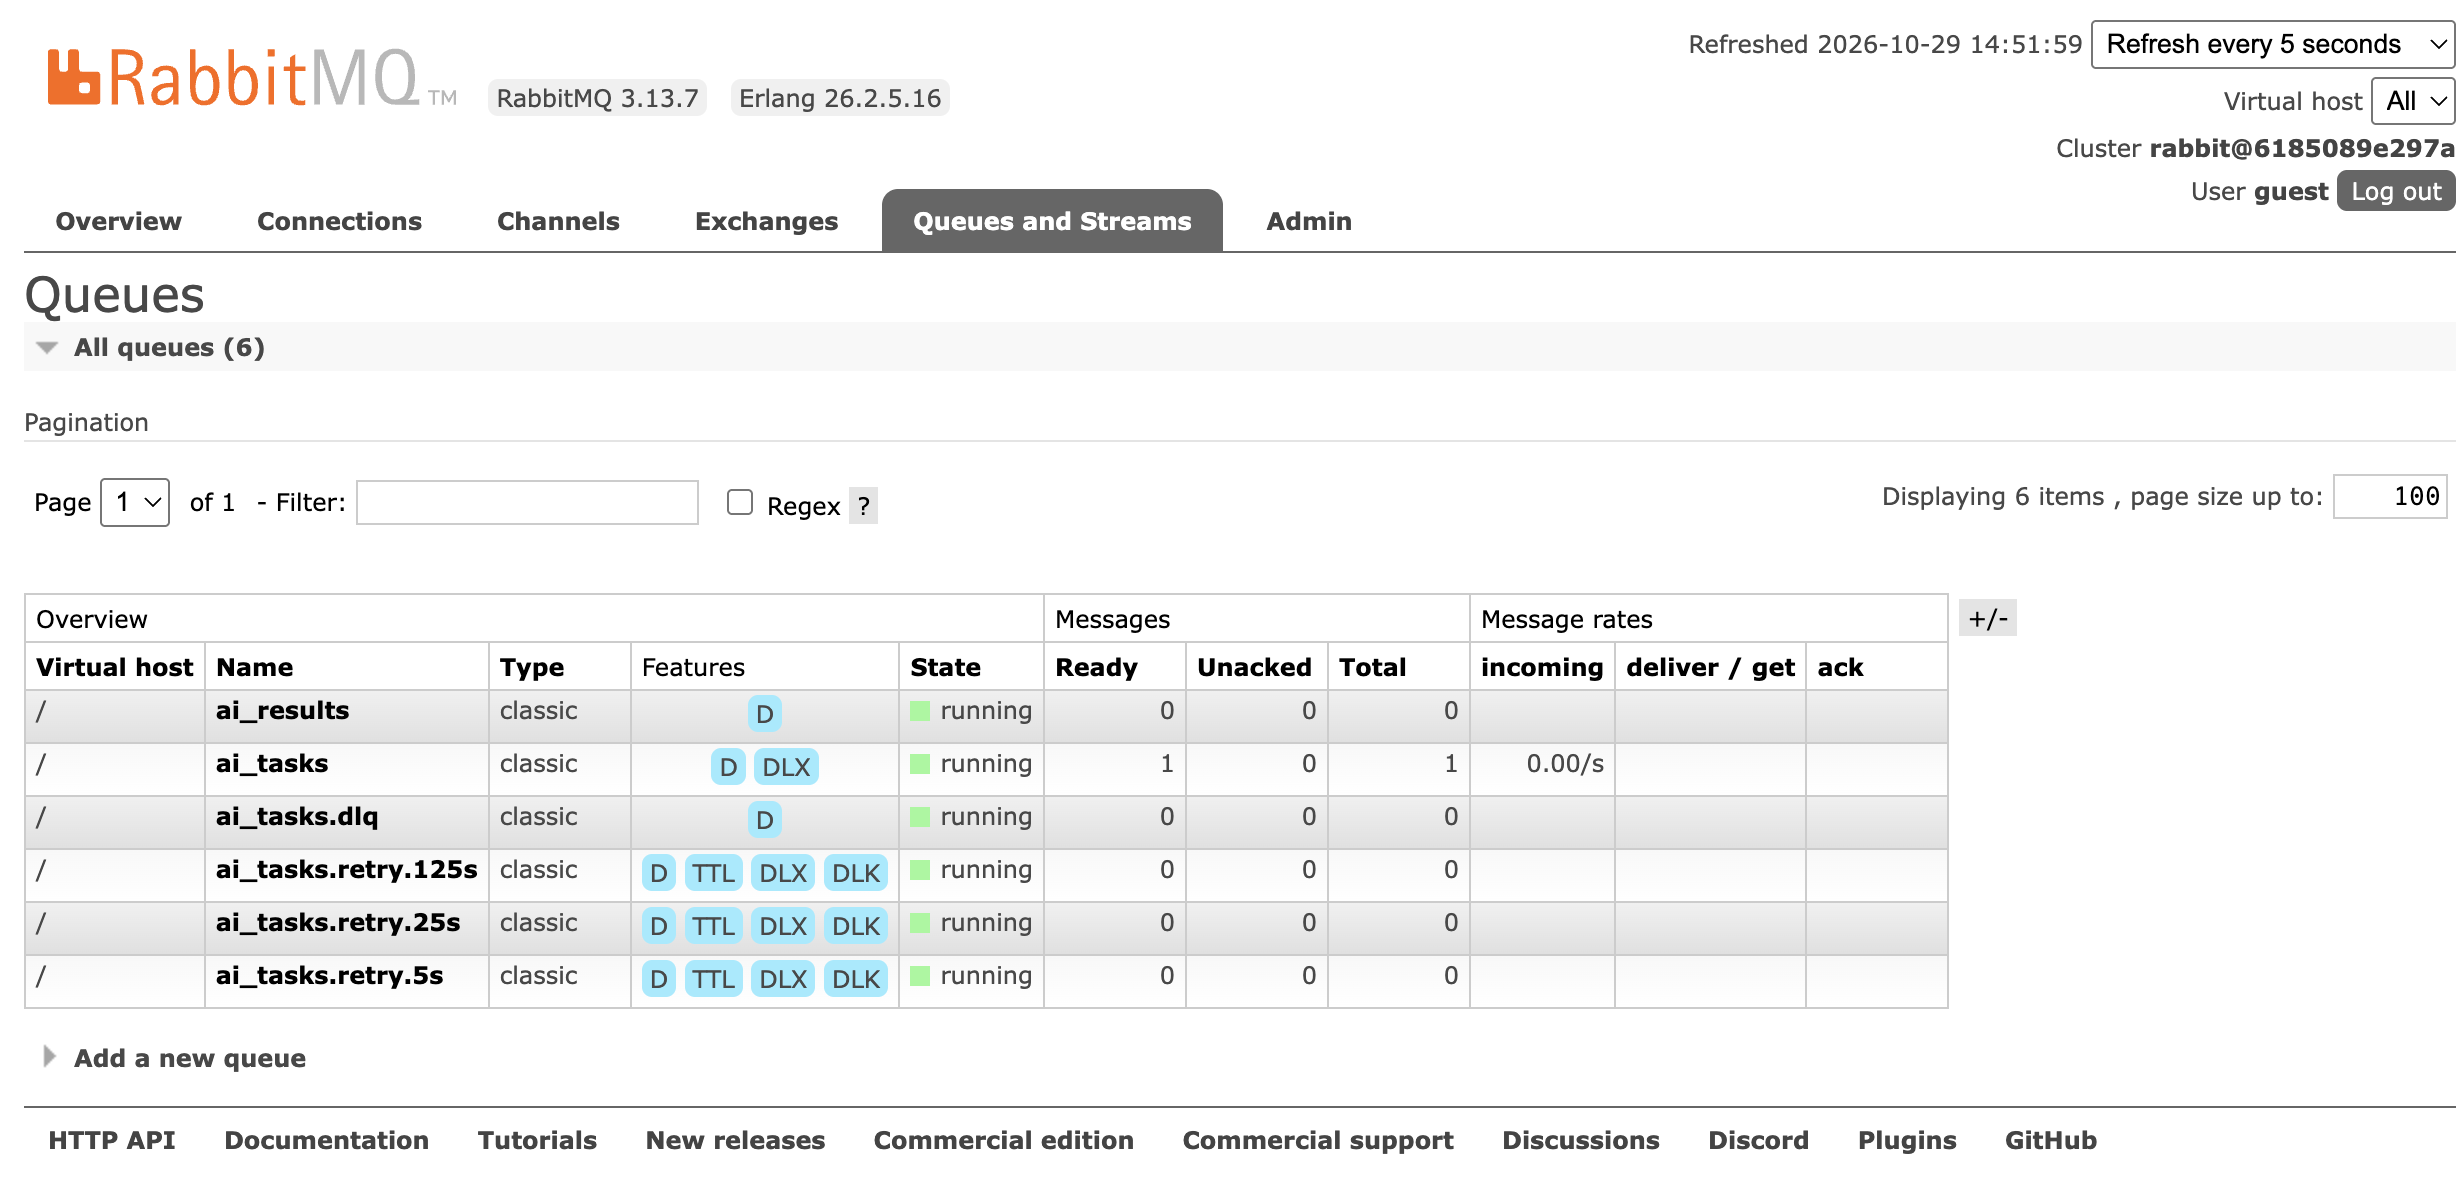 RabbitMQ TM
RabbitMQ 3.13.7 Erlang 26.2.5.16
Refreshed 2026-10-29 14:51:59 Refresh every 5 seconds
Virtual host All
Cluster rabbit@6185089e297a
User guest Log out
Overview Connections Channels Exchanges Queues and Streams Admin
Queues
All queues (6)
Pagination
Page 1 of 1 - Filter: Regex ?
Displaying 6 items , page size up to: 100
Overview Messages Message rates +/-
Virtual host Name Type Features State Ready Unacked Total incoming deliver / get ack
/ ai_results classic D running 0 0 0
/ ai_tasks classic D DLX running 1 0 1 0.00/s
/ ai_tasks.dlq classic D running 0 0 0
/ ai_tasks.retry.125s classic D TTL DLX DLK running 0 0 0
/ ai_tasks.retry.25s classic D TTL DLX DLK running 0 0 0
/ ai_tasks.retry.5s classic D TTL DLX DLK running 0 0 0
Add a new queue
HTTP API Documentation Tutorials New releases Commercial edition Commercial support Discussions Discord Plugins GitHub